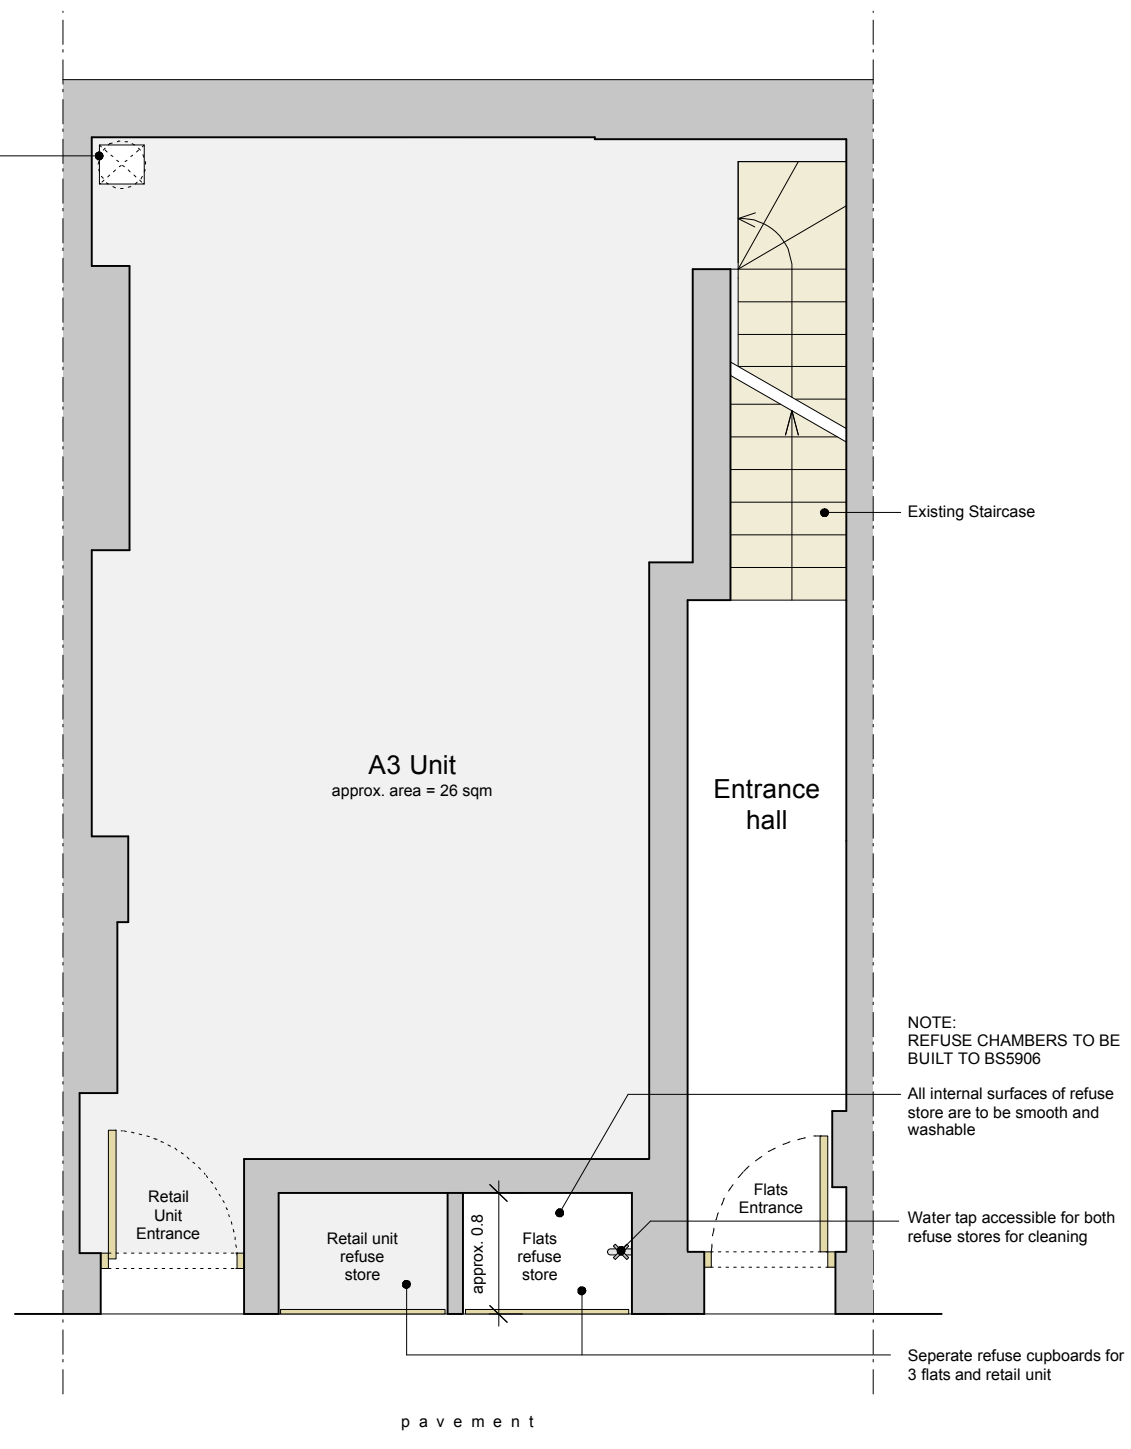 Existing Staircase
A3 Unit
approx. area = 26 sqm
Entrance
hall
NOTE:
REFUSE CHAMBERS TO BE
BUILT TO BS5906
All internal surfaces of refuse
store are to be smooth and
washable
Retail
Unit
Entrance
Flats
Entrance
Retail unit
refuse
store
approx. 0.8
Flats
refuse
store
Water tap accessible for both
refuse stores for cleaning
Seperate refuse cupboards for
3 flats and retail unit
pavement